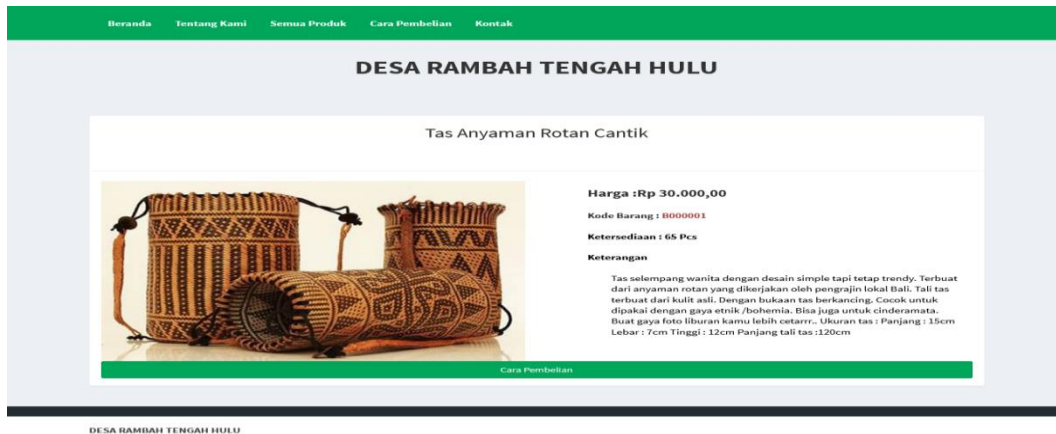 Beranda Tentang Kami Semua Produk Cara Pembelian Kontak
DESA RAMBAH TENGAH HULU
Tas Anyaman Rotan Cantik
Harga :Rp 30.000,00
Kode Barang : B000001
Ketersediaan : 65 Pcs
Keterangan
Tas selempang wanita dengan desain simple tapi tetap trendy. Terbuat
dari anyaman rotan yang dikerjakan oleh pengrajin lokal Bali. Tali tas
terbuat dari kulit asli. Dengan bukaan tas berkancing. Cocok untuk
dipakai dengan gaya etnik /bohemia. Bisa juga untuk cinderamata.
Buat gaya foto liburan kamu lebih cetarrr.. Ukuran tas : Panjang : 15cm
Lebar : 7cm Tinggi : 12cm Panjang tali tas :120cm
Cara Pembelian
DESA RAMBAH TENGAH HULU